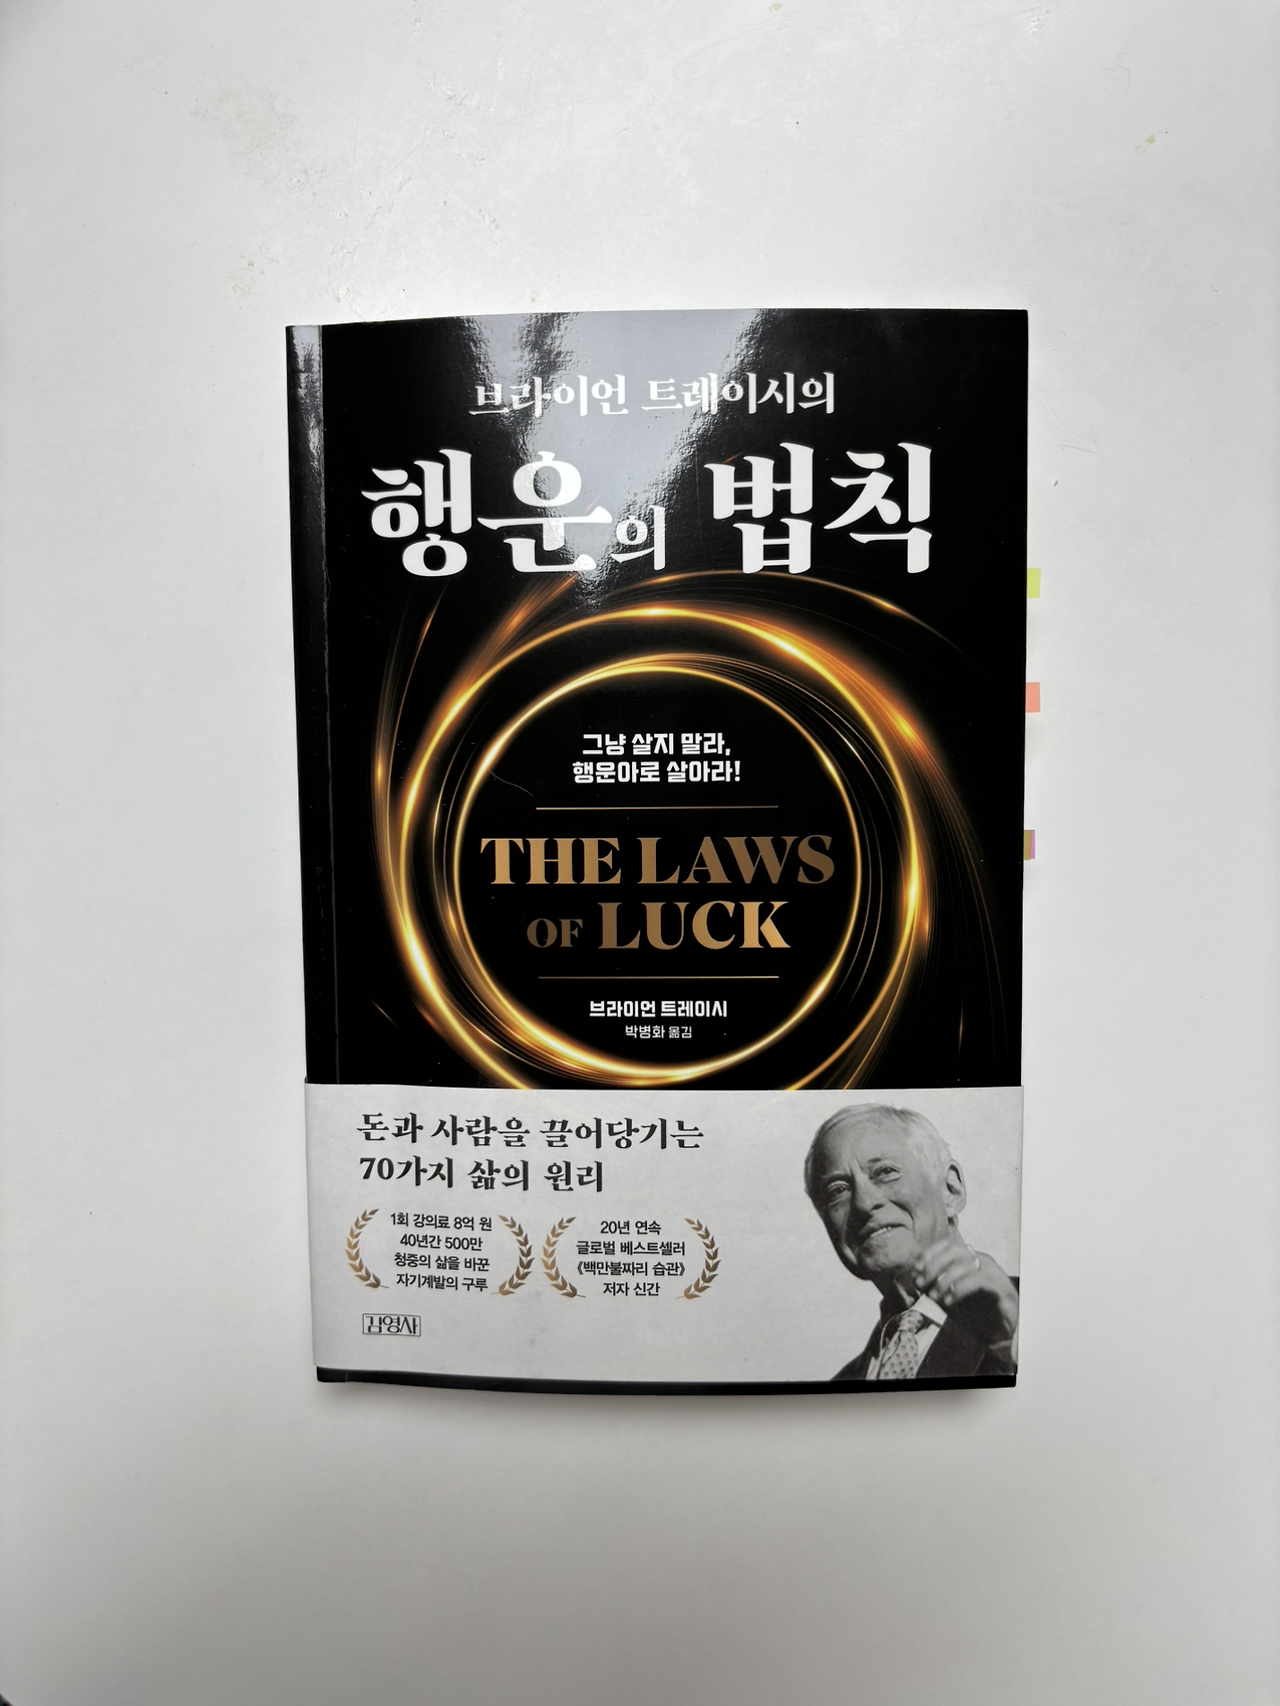 브라이언 트레이시의
행운의 법칙
그냥 살지 말라,
행운아로 살아라!
THE LAWS
OF LUCK
브라이언 트레이시
박병화 옮김
돈과 사람을 끌어당기는
70가지 삶의 원리
1회 강의료 8억 원
40년간 500만
청중의 삶을 바꾼
자기계발의 구루
20년 연속
글로벌 베스트셀러
《백만불짜리 습관》
저자 신간
김영사